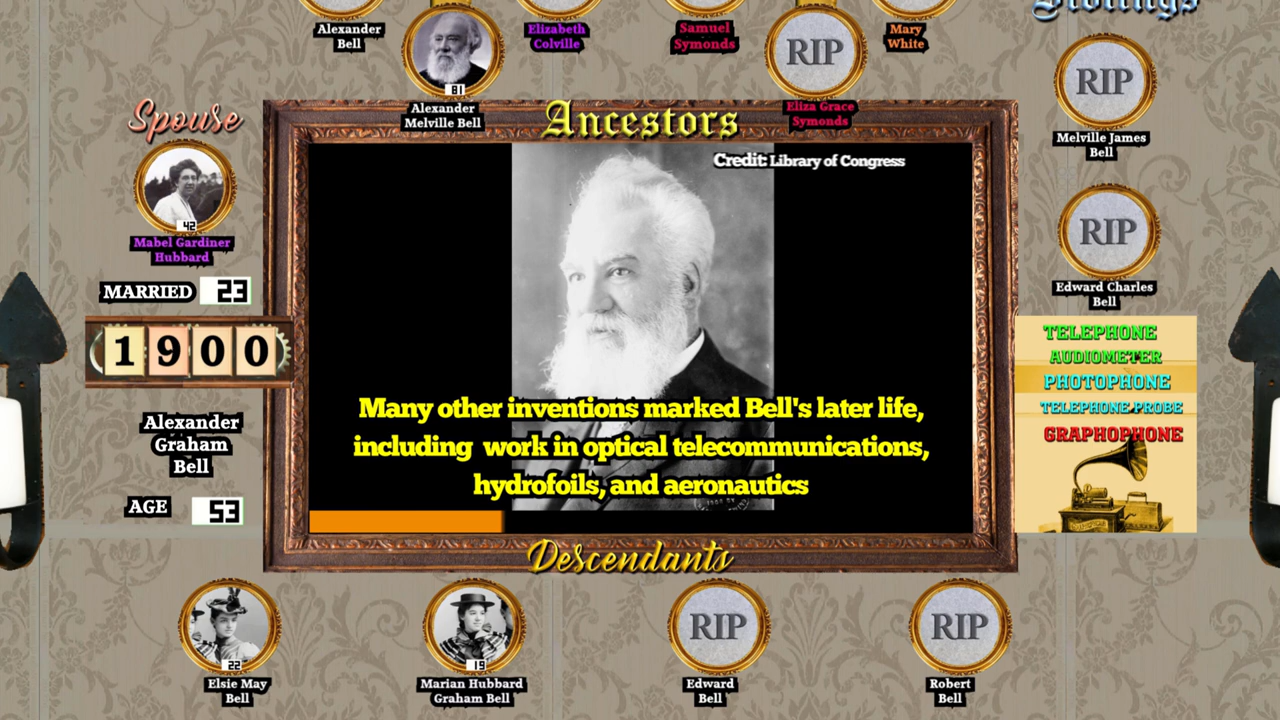 Siblings
Alexander
Bell
81
Alexander
Melville Bell
Elizabeth
Colville
Samuel
Symonds
RIP
Eliza Grace
Symonds
Mary
White
RIP
Melville James
Bell
RIP
Edward Charles
Bell
Spouse
42
Mabel Gardiner
Hubbard
MARRIED 23
1900
Alexander
Graham
Bell
AGE 53
Ancestors
Credit: Library of Congress
Many other inventions marked Bell's later life,
including work in optical telecommunications,
hydrofoils, and aeronautics
TELEPHONE
AUDIOMETER
PHOTOPHONE
TELEPHONE PROBE
GRAPHOPHONE
Descendants
22
Elsie May
Bell
19
Marian Hubbard
Graham Bell
RIP
Edward
Bell
RIP
Robert
Bell